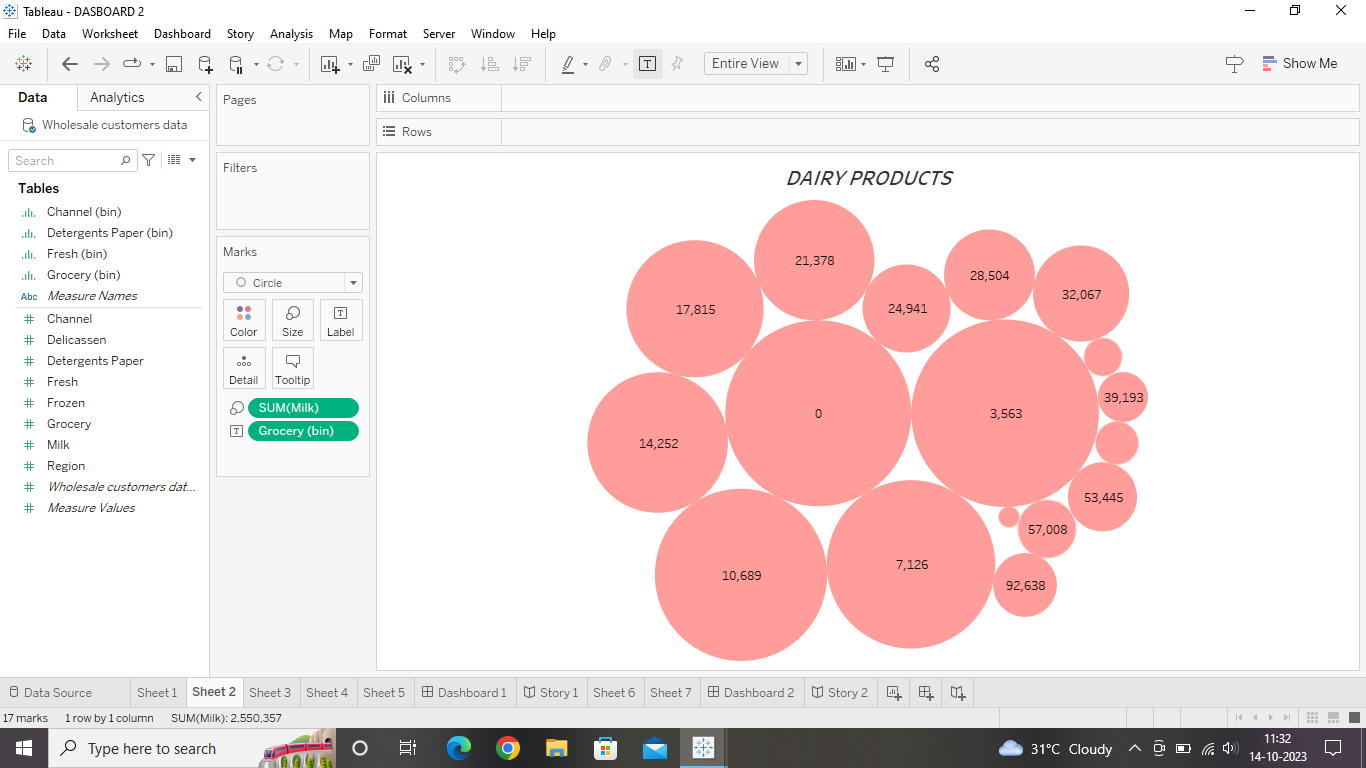 Tableau - DASBOARD 2
File Data Worksheet Dashboard Story Analysis Map Format Server Window Help
Entire View
Show Me
Data Analytics
Wholesale customers data
Search
Tables
Channel (bin)
Detergents Paper (bin)
Fresh (bin)
Grocery (bin)
Abc Measure Names
Channel
Delicassen
Detergents Paper
Fresh
Frozen
Grocery
Milk
Region
Wholesale customers dat...
Measure Values
Pages
Filters
Marks
Circle
Color Size Label
Detail Tooltip
SUM(Milk)
Grocery (bin)
Columns
Rows
DAIRY PRODUCTS
21,378
28,504
32,067
17,815
24,941
39,193
0
3,563
14,252
53,445
57,008
7,126
10,689
92,638
Data Source Sheet 1 Sheet 2 Sheet 3 Sheet 4 Sheet 5 Dashboard 1 Story 1 Sheet 6 Sheet 7 Dashboard 2 Story 2
17 marks 1 row by 1 column SUM(Milk): 2,550,357
Type here to search
31°C Cloudy
11:32
14-10-2023